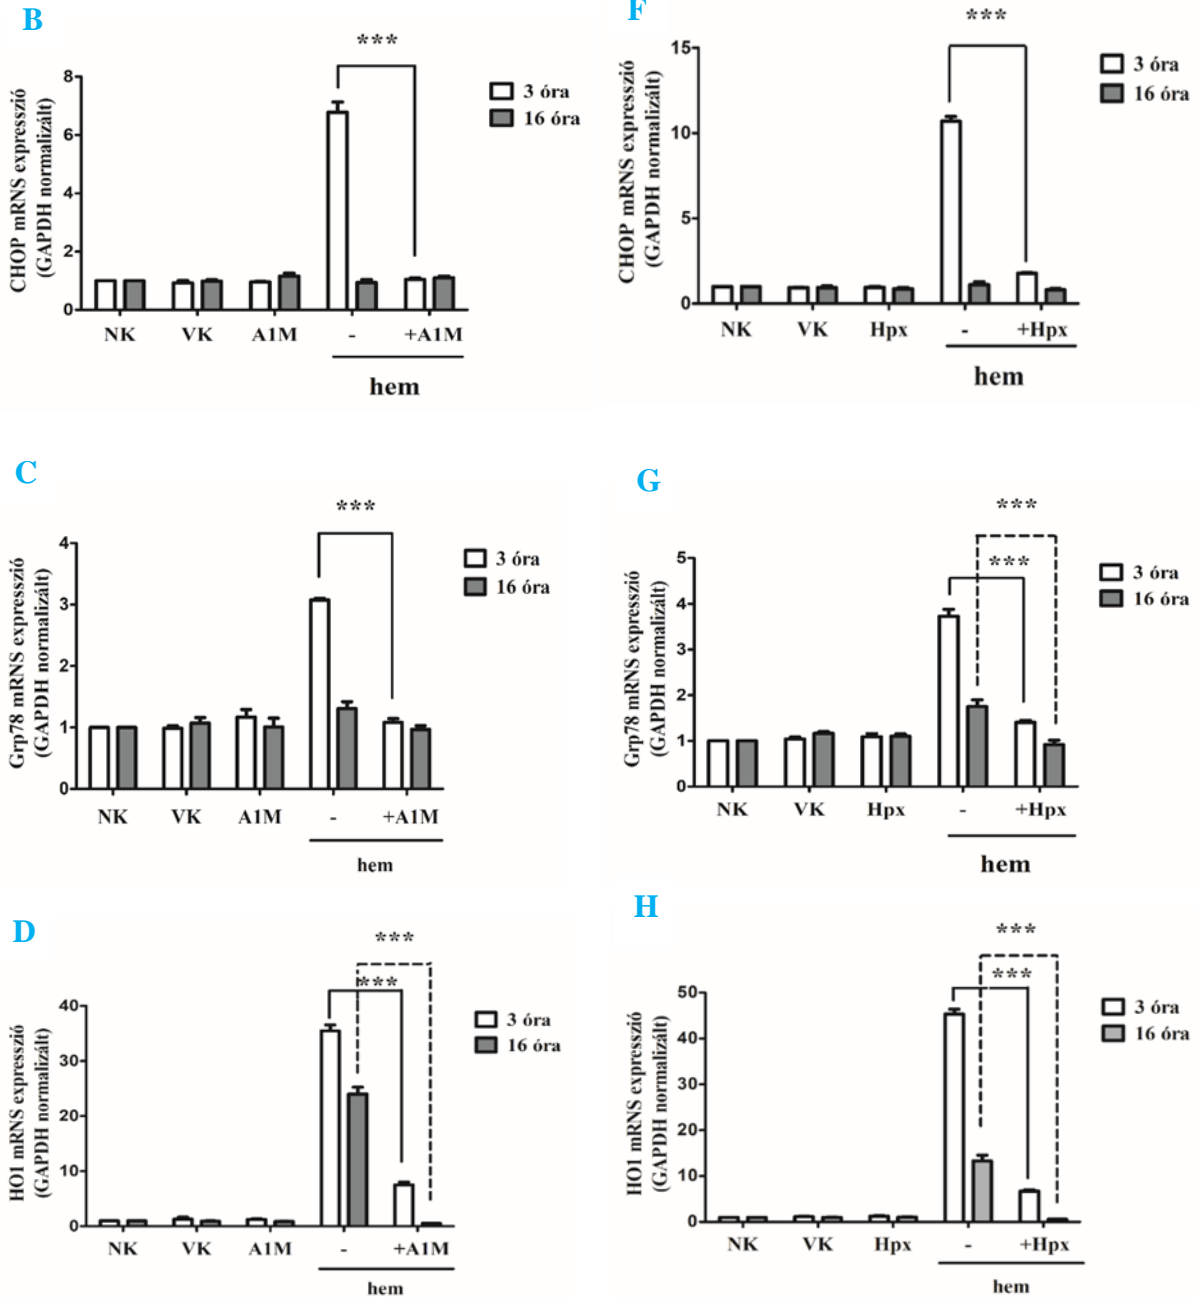 B
***
CHOP mRNS expresszió
(GAPDH normalizált)
8
6
4
2
0
3 óra
16 óra
NK VK A1M - +A1M
hem
F
***
CHOP mRNS expresszió
(GAPDH normalizált)
15
10
5
0
3 óra
16 óra
NK VK Hpx - +Hpx
hem
C
***
Grp78 mRNS expresszió
(GAPDH normalizált)
4
3
2
1
0
3 óra
16 óra
NK VK A1M - +A1M
hem
G
***
***
Grp78 mRNS expresszió
(GAPDH normalizált)
5
4
3
2
1
0
3 óra
16 óra
NK VK Hpx - +Hpx
hem
D
***
***
HO1 mRNS expresszió
(GAPDH normalizált)
40
30
20
10
0
3 óra
16 óra
NK VK A1M - +A1M
hem
H
***
***
HO1 mRNS expresszió
(GAPDH normalizált)
50
40
30
20
10
0
3 óra
16 óra
NK VK Hpx - +Hpx
hem